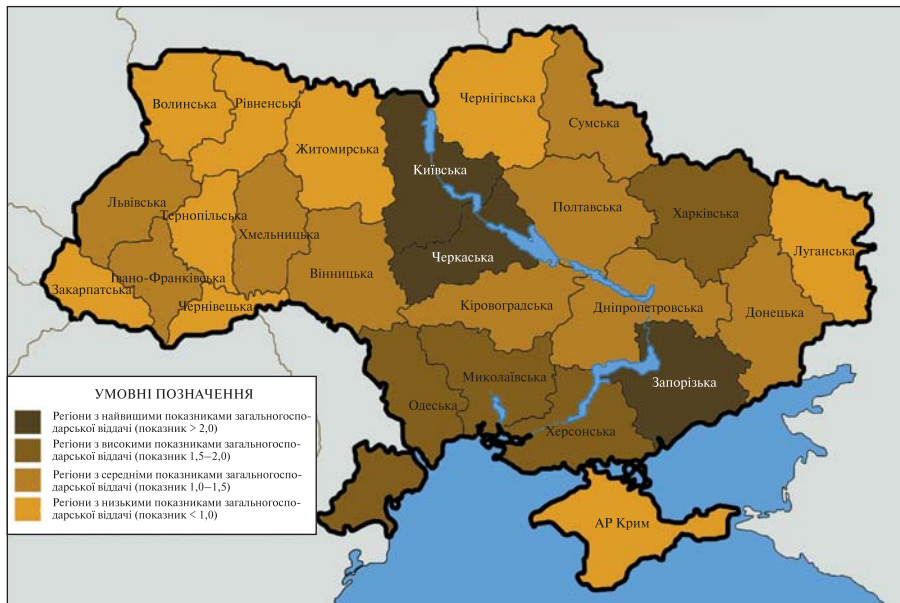 Волинська
Рівненська
Чернігівська
Сумська
Житомирська
Київська
Львівська
Тернопільська
Хмельницька
Полтавська
Харківська
Луганська
Вінницька
Черкаська
Івано-Франківська
Закарпатська
Чернівецька
Кіровоградська
Дніпропетровська
Донецька
Миколаївська
Запорізька
Одеська
Херсонська
АР Крим
УМОВНІ ПОЗНАЧЕННЯ
Регіони з найвищими показниками загальногоспо-
дарської віддачі (показник > 2,0)
Регіони з високими показниками загальногоспо-
дарської віддачі (показник 1,5–2,0)
Регіони з середніми показниками загальногоспо-
дарської віддачі (показник 1,0–1,5)
Регіони з низькими показниками загальногоспо-
дарської віддачі (показник < 1,0)